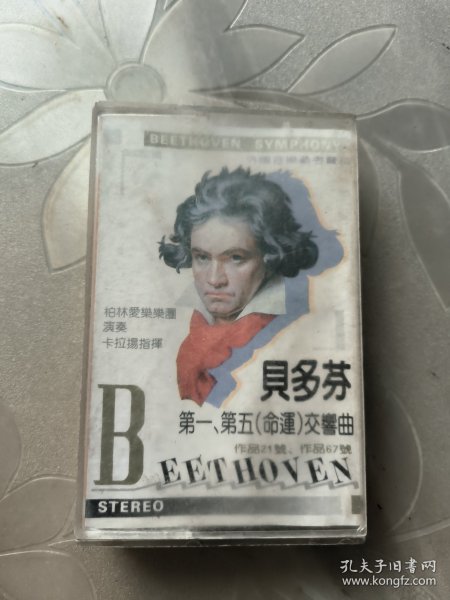 BEETHOVEN SYMPHONY
柏林愛樂樂團
演奏
卡拉揚指揮
貝多芬
第一、第五(命運)交響曲
作品21號、作品67號
BEETHOVEN
STEREO
孔夫子旧书网
www.kongfz.com